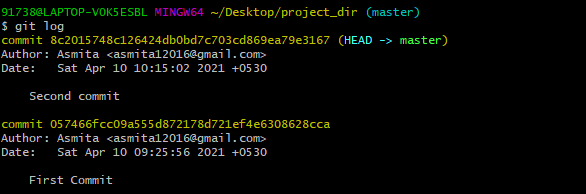 91738@LAPTOP-V0K5ESBL MINGW64 ~/Desktop/project_dir (master)
$ git log
commit 8c2015748c126424db0bd7c703cd869ea79e3167 (HEAD -> master)
Author: Asmita <asmita12016@gmail.com>
Date:   Sat Apr 10 10:15:02 2021 +0530
Second commit
commit 057466fcc09a555d872178d721ef4e6308628cca
Author: Asmita <asmita12016@gmail.com>
Date:   Sat Apr 10 09:25:56 2021 +0530
First Commit